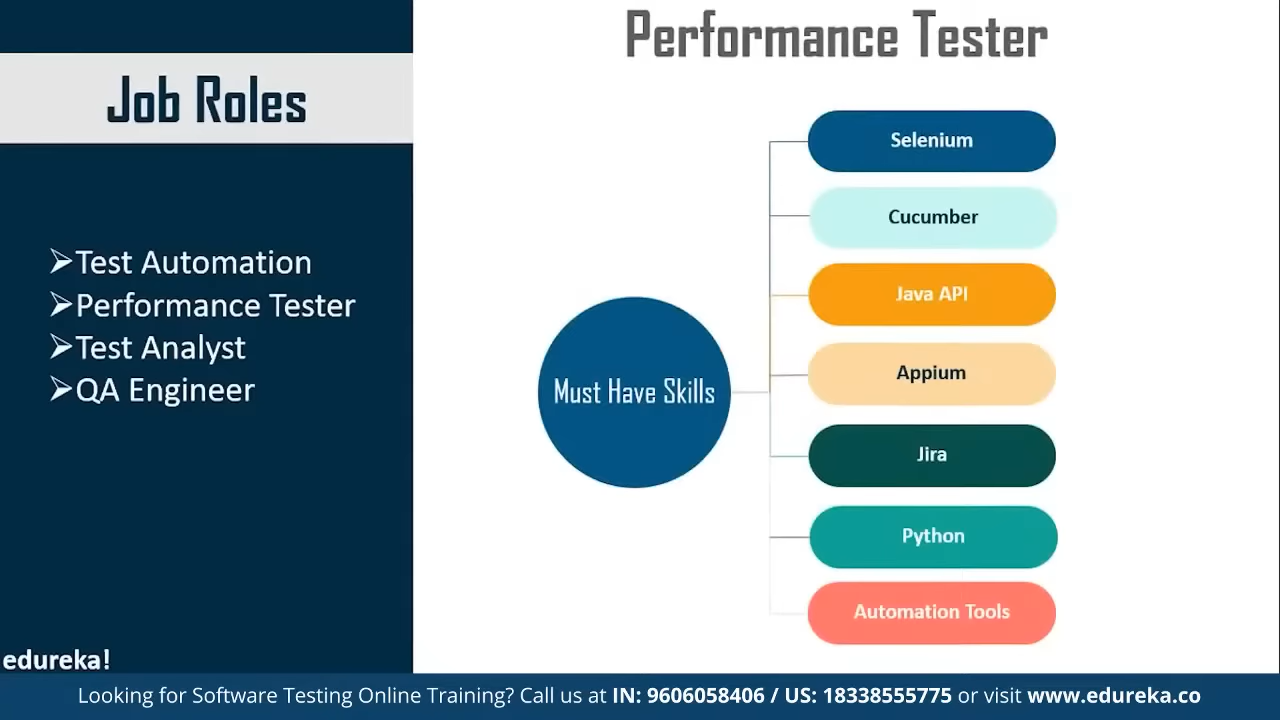 Job Roles
➢Test Automation
➢Performance Tester
➢Test Analyst
➢QA Engineer
edureka!
Performance Tester
Must Have Skills
Selenium
Cucumber
Java API
Appium
Jira
Python
Automation Tools
Looking for Software Testing Online Training? Call us at IN: 9606058406 / US: 18338555775 or visit www.edureka.co